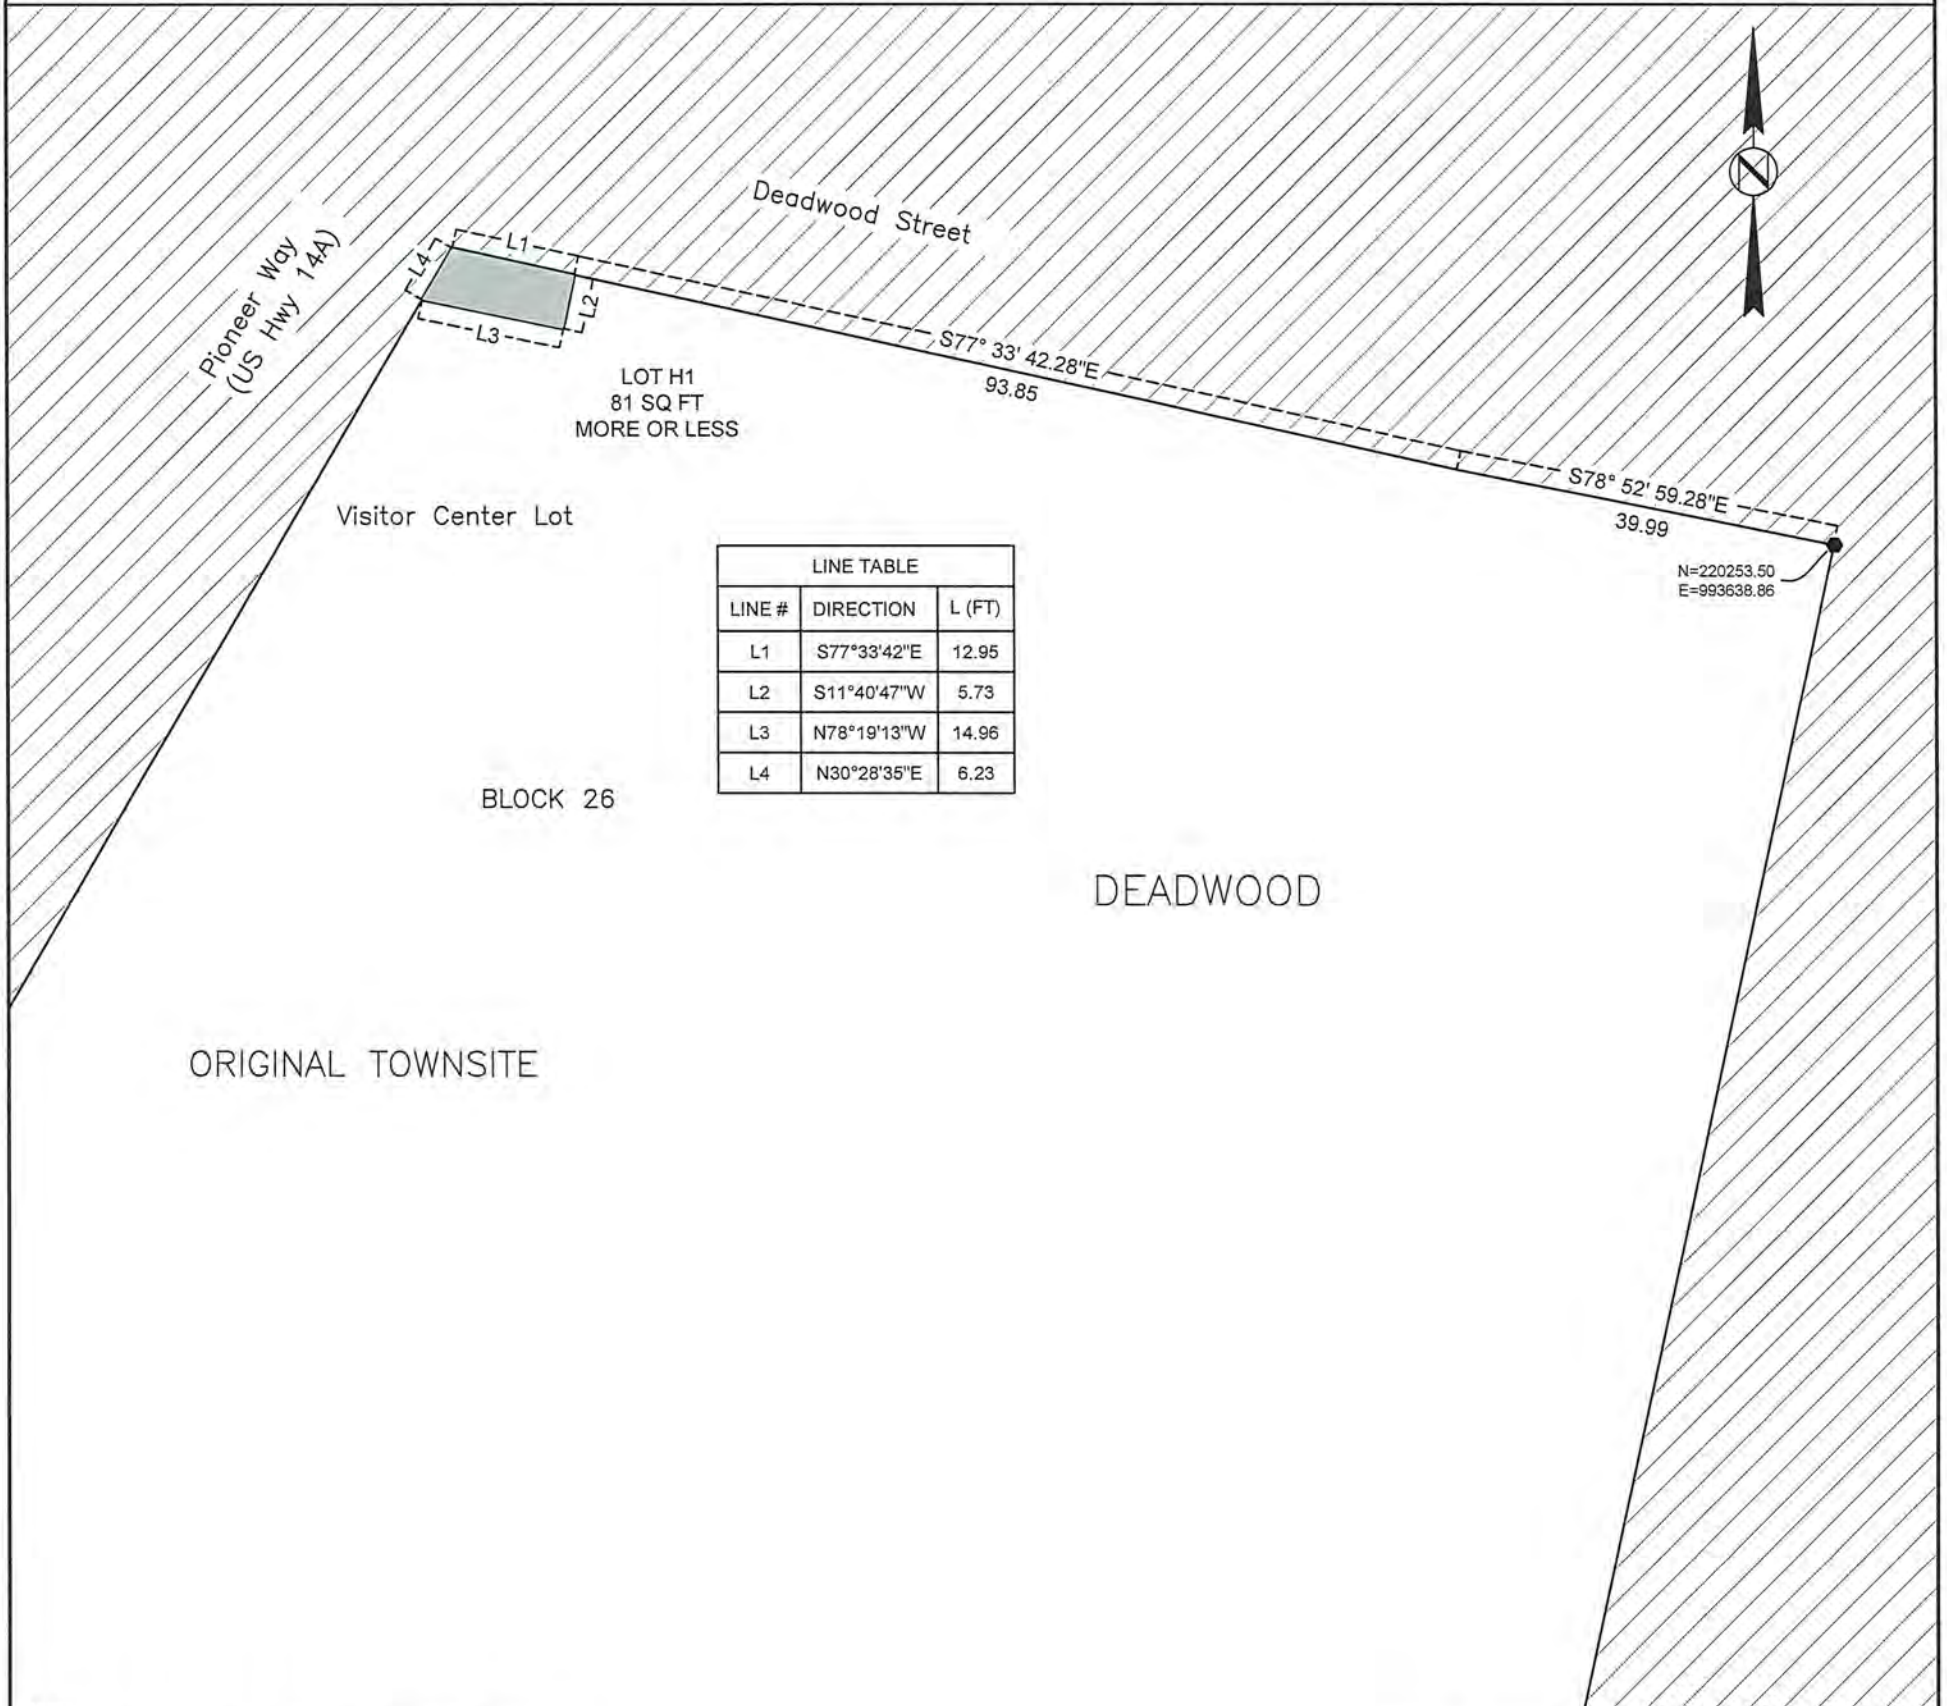 Deadwood Street
Pioneer Way
(US Hwy 14A)
L1
L4
L2
L3
S77° 33' 42.28"E
93.85
LOT H1
81 SQ FT
MORE OR LESS
S78° 52' 59.28"E
39.99
Visitor Center Lot
N=220253.50
E=993638.86
LINE TABLE
LINE # DIRECTION L (FT)
L1 S77°33'42"E 12.95
L2 S11°40'47"W 5.73
L3 N78°19'13"W 14.96
L4 N30°28'35"E 6.23
BLOCK 26
DEADWOOD
ORIGINAL TOWNSITE
N